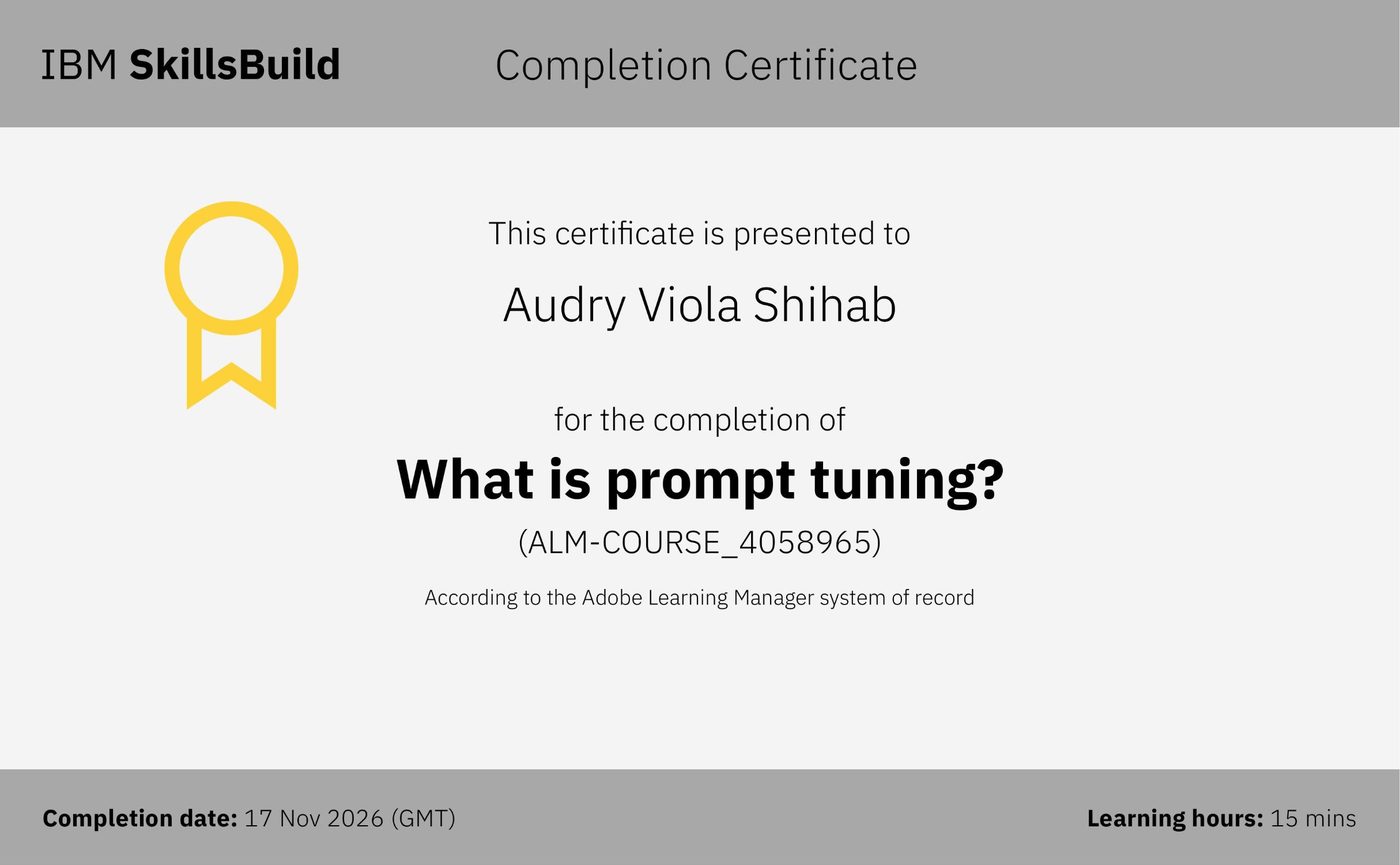 IBM SkillsBuild
Completion Certificate
This certificate is presented to
Audry Viola Shihab
for the completion of
What is prompt tuning?
(ALM-COURSE_4058965)
According to the Adobe Learning Manager system of record
Completion date: 17 Nov 2026 (GMT)
Learning hours: 15 mins